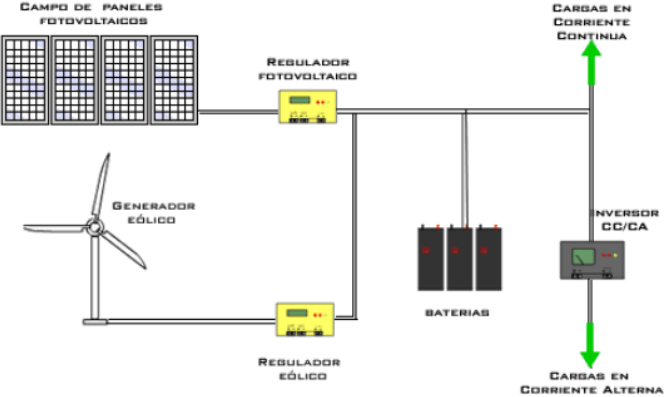 CAMPO DE PANELES
FOTOVOLTAICOS
CARGAS EN
CORRIENTE
CONTINUA
REGULADOR
FOTOVOLTAICO
GENERADOR
EÓLICO
INVERSOR
CC/CA
BATERIAS
REGULADOR
EÓLICO
CARGAS EN
CORRIENTE ALTERNA